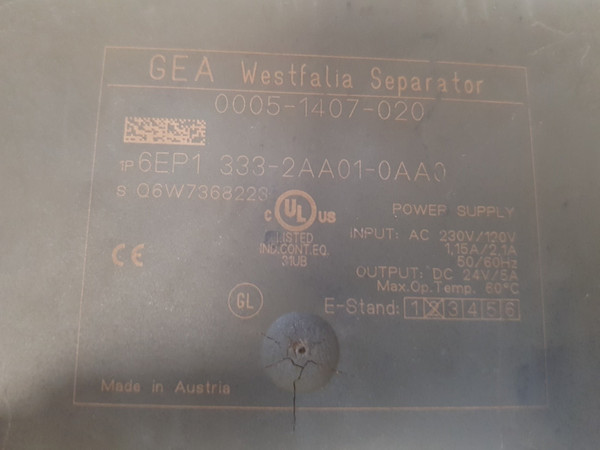 GEA Westfalia Separator
0005-1407-020
1P 6EP1 333-2AA01-0AA0
S Q6W7368223
C UL US
LISTED
IND.CONT.EQ.
31UB
POWER SUPPLY
INPUT: AC 230V/120V
1,15A/2,1A
50/60Hz
OUTPUT: DC 24V/5A
Max.Op.Temp. 60°C
CE
GL
E-Stand: 1 2 3 4 5 6
Made in Austria